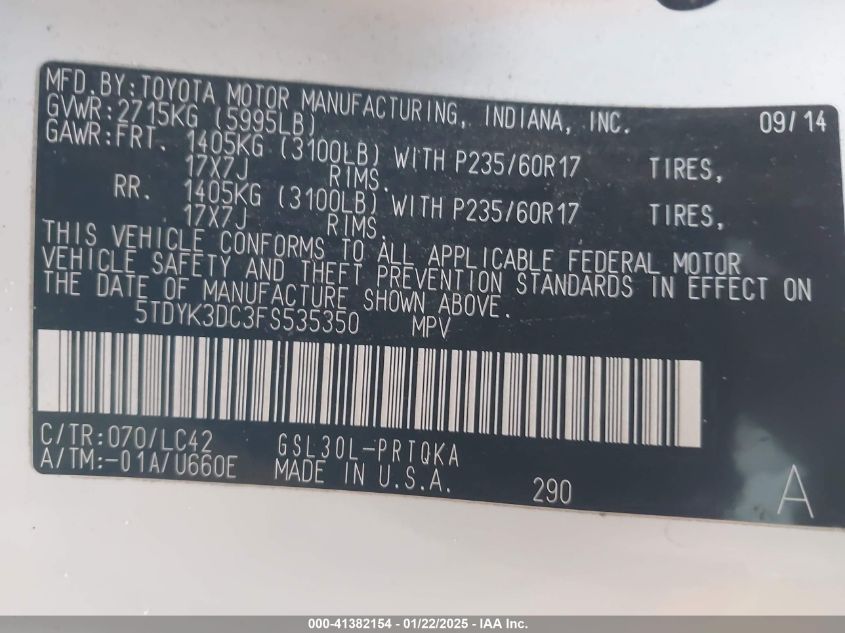 MFD. BY: TOYOTA MOTOR MANUFACTURING, INDIANA, INC. 09/14
GVWR: 2715KG (5995LB)
GAWR: FRT. 1405KG (3100LB) WITH P235/60R17 TIRES,
17X7J RIMS.
RR. 1405KG (3100LB) WITH P235/60R17 TIRES,
17X7J RIMS.
THIS VEHICLE CONFORMS TO ALL APPLICABLE FEDERAL MOTOR
VEHICLE SAFETY AND THEFT PREVENTION STANDARDS IN EFFECT ON
THE DATE OF MANUFACTURE SHOWN ABOVE.
5TDYK3DC3FS535350 MPV
C/TR: 070/LC42 GSL30L-PRTQKA
A/TM: -01A/U660E MADE IN U.S.A. 290 A
000-41382154 - 01/22/2025 - IAA Inc.